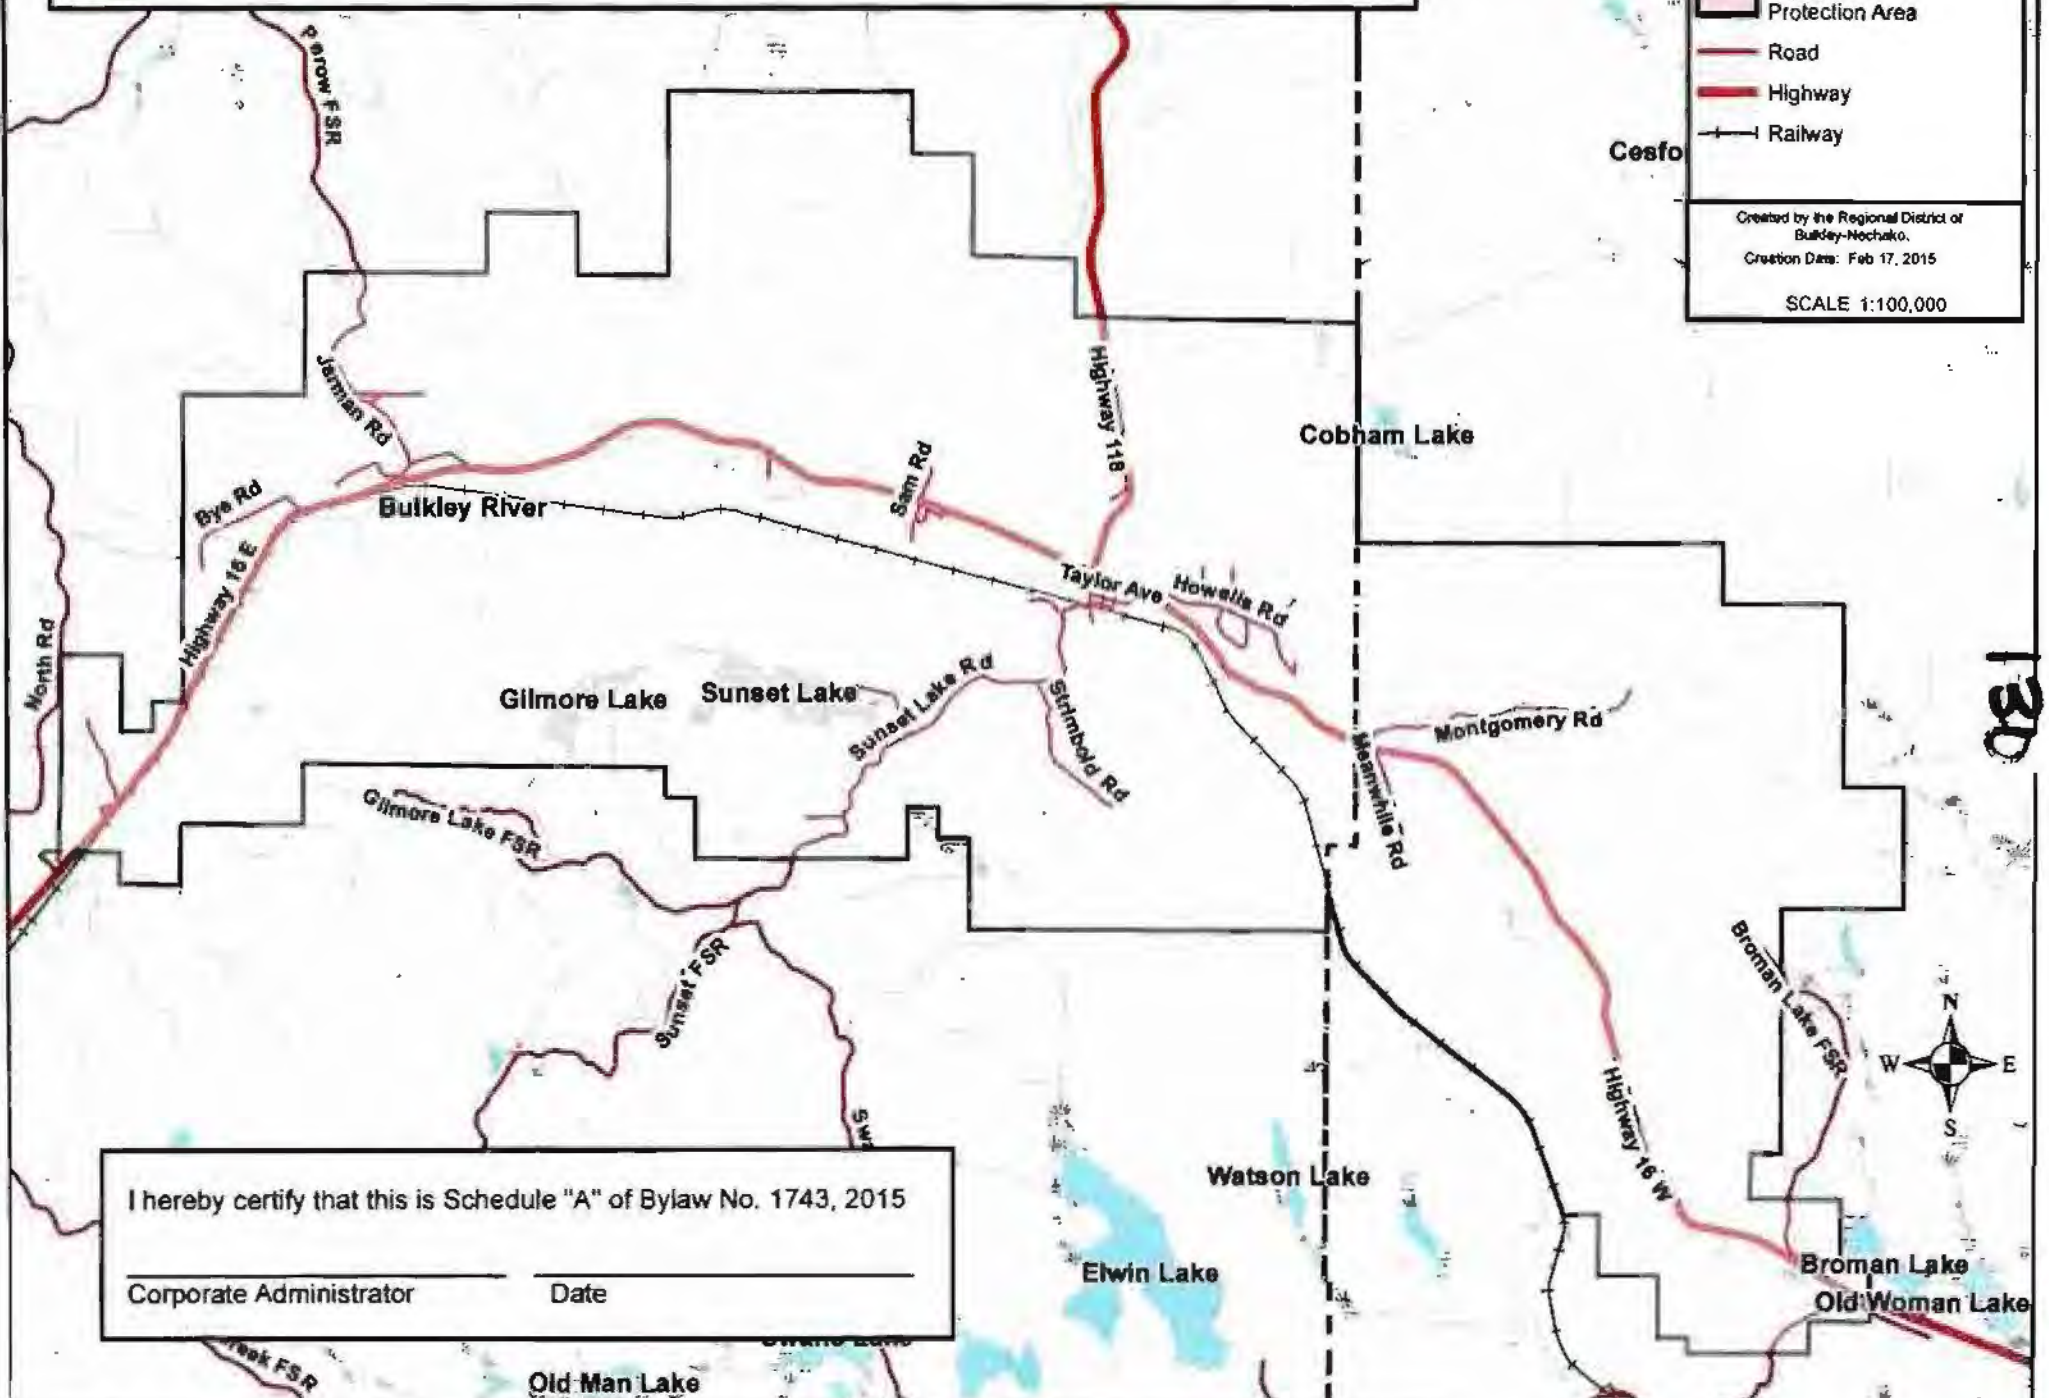 Protection Area
Road
Highway
Railway
Created by the Regional District of
Bulkley-Nechako.
Creation Date: Feb 17, 2015
SCALE 1:100,000
Perow FSR
Cesfo
Jarman Rd
Highway 118
Cobham Lake
Bye Rd
Bulkley River
Sam Rd
Highway 16 E
Taylor Ave
Howells Rd
North Rd
Gilmore Lake
Sunset Lake
Sunset Lake Rd
Strimbold Rd
Montgomery Rd
Meanwhile Rd
130
Gilmore Lake FSR
Sunset FSR
Broman Lake FSR
N
W
E
S
Highway 16 W
Swa
Watson Lake
Elwin Lake
Broman Lake
Old Woman Lake
I hereby certify that this is Schedule "A" of Bylaw No. 1743, 2015
Corporate Administrator
Date
reek FSR
Old Man Lake